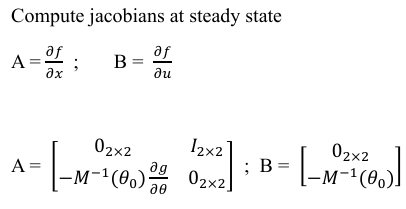 Compute jacobians at steady state
A = ∂f/∂x ; B = ∂f/∂u
A = [0₂ₓ₂ I₂ₓ₂; −M⁻¹(θ₀) ∂g/∂θ 0₂ₓ₂] ; B = [0₂ₓ₂; −M⁻¹(θ₀)]